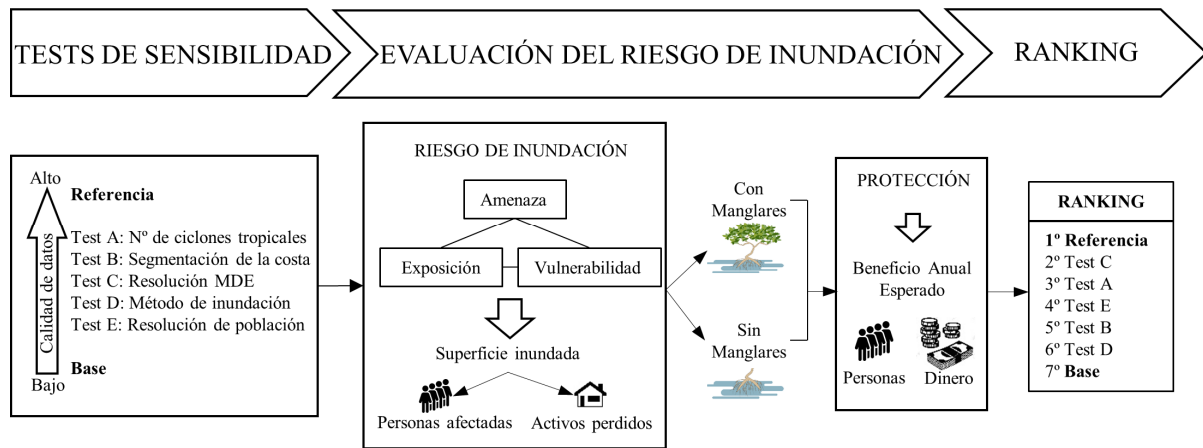 TESTS DE SENSIBILIDAD
EVALUACIÓN DEL RIESGO DE INUNDACIÓN
RANKING
Alto
Calidad de datos
Bajo
Referencia
Test A: Nº de ciclones tropicales
Test B: Segmentación de la costa
Test C: Resolución MDE
Test D: Método de inundación
Test E: Resolución de población
Base
RIESGO DE INUNDACIÓN
Amenaza
Exposición
Vulnerabilidad
Superficie inundada
Personas afectadas
Activos perdidos
Con
Manglares
Sin
Manglares
PROTECCIÓN
Beneficio Anual
Esperado
Personas
Dinero
RANKING
1º Referencia
2º Test C
3º Test A
4º Test E
5º Test B
6º Test D
7º Base